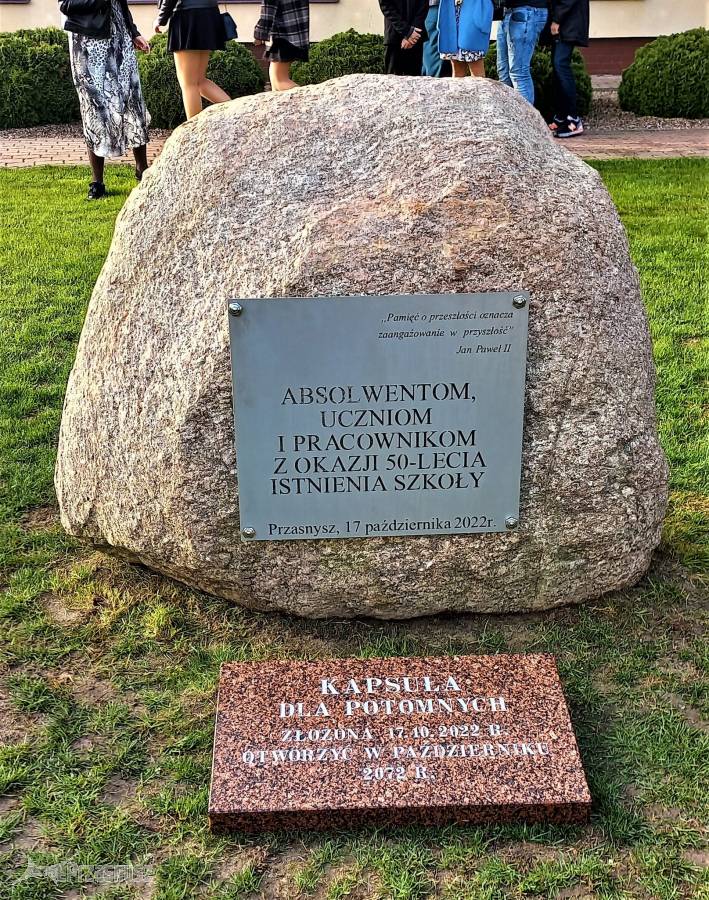 „Pamięć o przeszłości oznacza
zaangażowanie w przyszłość”
Jan Paweł II
ABSOLWENTOM,
UCZNIOM
I PRACOWNIKOM
Z OKAZJI 50-LECIA
ISTNIENIA SZKOŁY
Przasnysz, 17 października 2022r.
KAPSUŁA
DLA POTOMNYCH
ZŁOŻONA 17.10.2022 R.
OTWORZYĆ W PAŹDZIERNIKU
2072 R.